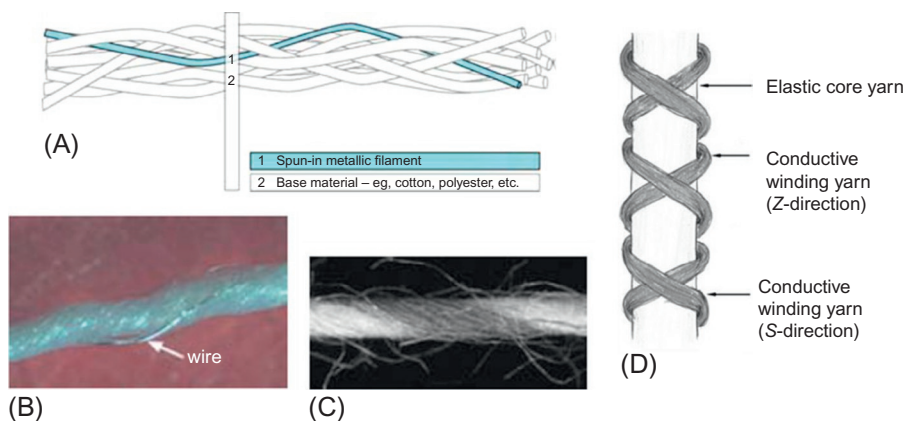 1
2
(A)
1 Spun-in metallic filament
2 Base material – eg, cotton, polyester, etc.
wire
(B)
(C)
Elastic core yarn
Conductive
winding yarn
(Z-direction)
Conductive
winding yarn
(S-direction)
(D)